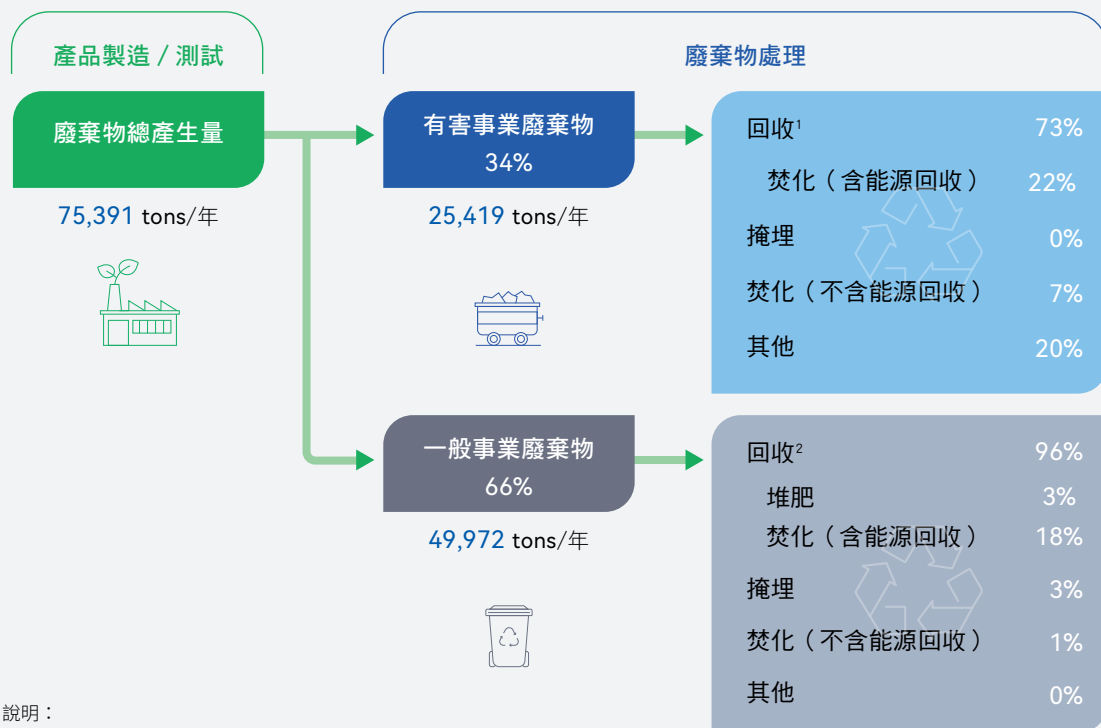 產品製造 / 測試
廢棄物處理
廢棄物總產生量
75,391 tons/年
有害事業廢棄物
34%
25,419 tons/年
回收¹ 73%
焚化（含能源回收） 22%
掩埋 0%
焚化（不含能源回收） 7%
其他 20%
一般事業廢棄物
66%
49,972 tons/年
回收² 96%
堆肥 3%
焚化（含能源回收） 18%
掩埋 3%
焚化（不含能源回收） 1%
其他 0%
說明：